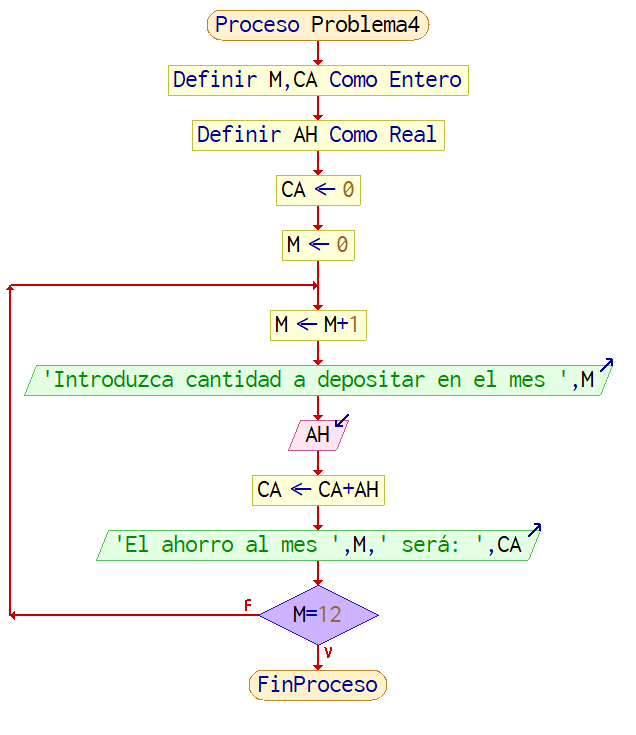 Proceso Problema4
Definir M,CA Como Entero
Definir AH Como Real
CA ← 0
M ← 0
M ← M+1
'Introduzca cantidad a depositar en el mes ',M
AH
CA ← CA+AH
'El ahorro al mes ',M,' será: ',CA
F
M=12
V
FinProceso